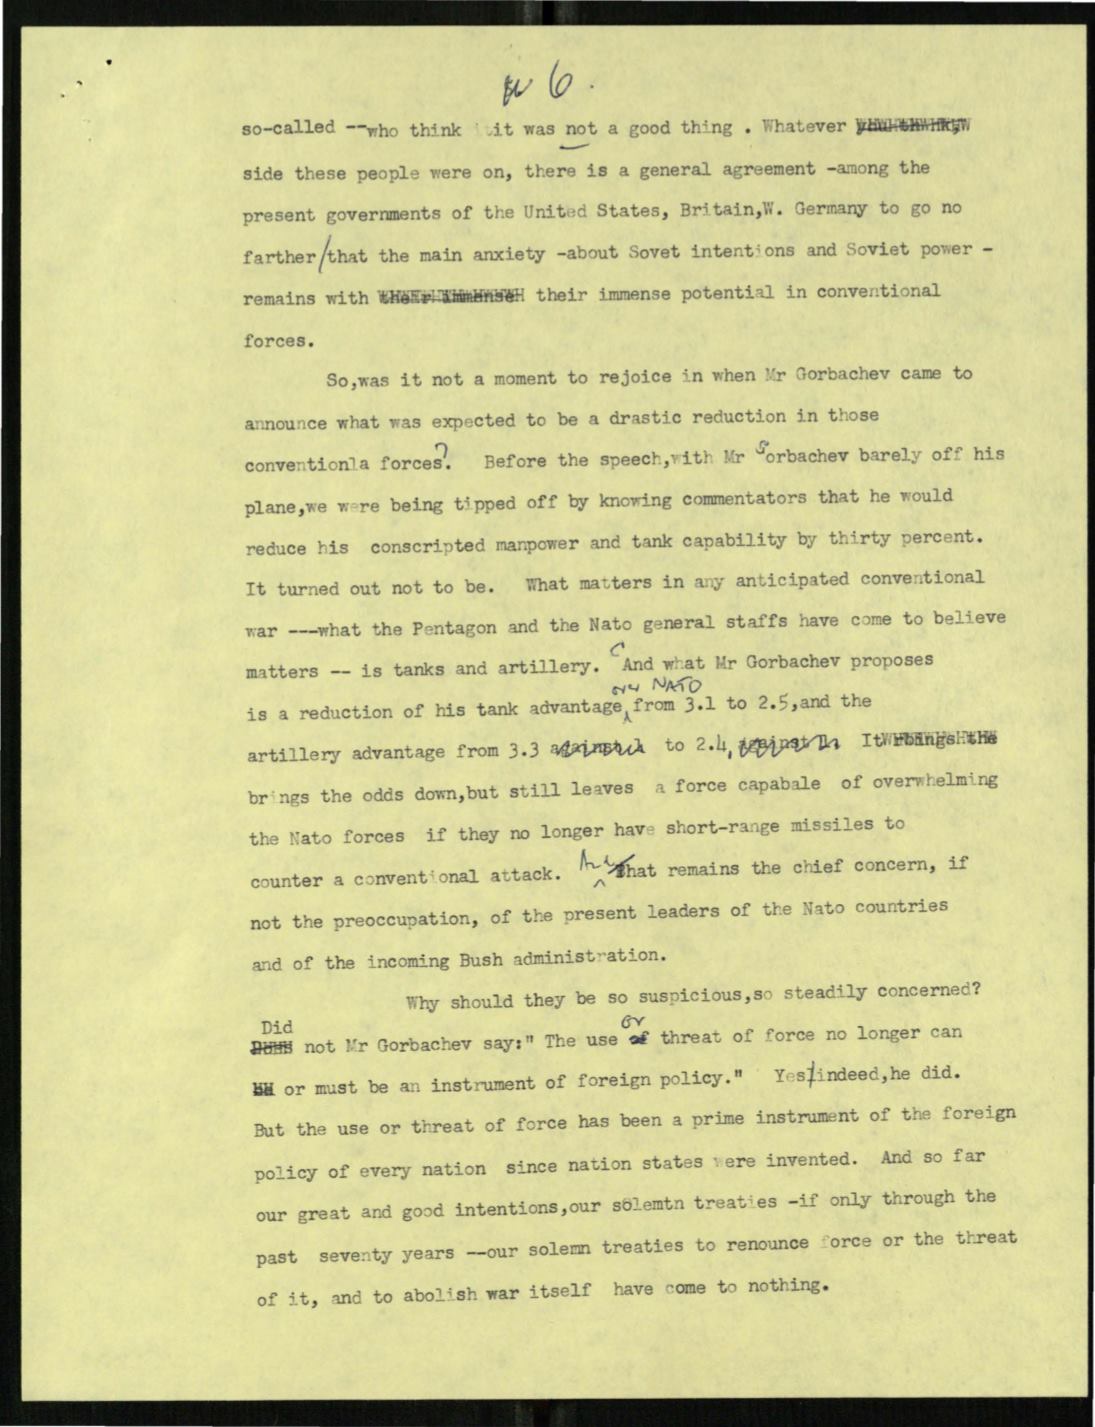 6.
so-called --who think it was not a good thing . Whatever
side these people were on, there is a general agreement -among the
present governments of the United States, Britain,W. Germany to go no
farther/that the main anxiety -about Sovet intentions and Soviet power -
remains with their immense their immense potential in conventional
forces.
So,was it not a moment to rejoice in when Mr Gorbachev came to
announce what was expected to be a drastic reduction in those
conventionla forces?. Before the speech,with Mr Gorbachev barely off his
plane,we were being tipped off by knowing commentators that he would
reduce his conscripted manpower and tank capability by thirty percent.
It turned out not to be. What matters in any anticipated conventional
war ---what the Pentagon and the Nato general staffs have come to believe
matters -- is tanks and artillery. And what Mr Gorbachev proposes
over NATO
is a reduction of his tank advantage, from 3.1 to 2.5,and the
artillery advantage from 3.3 against 1 to 2.4, against 1. It brings the
brings the odds down,but still leaves a force capabale of overwhelming
the Nato forces if they no longer have short-range missiles to
counter a conventional attack. And that remains the chief concern, if
not the preoccupation, of the present leaders of the Nato countries
and of the incoming Bush administration.
Why should they be so suspicious,so steadily concerned?
Did or
not Mr Gorbachev say:" The use of threat of force no longer can
or must be an instrument of foreign policy." Yes/indeed,he did.
But the use or threat of force has been a prime instrument of the foreign
policy of every nation since nation states were invented. And so far
our great and good intentions,our solemtn treaties -if only through the
past seventy years --our solemn treaties to renounce force or the threat
of it, and to abolish war itself have come to nothing.